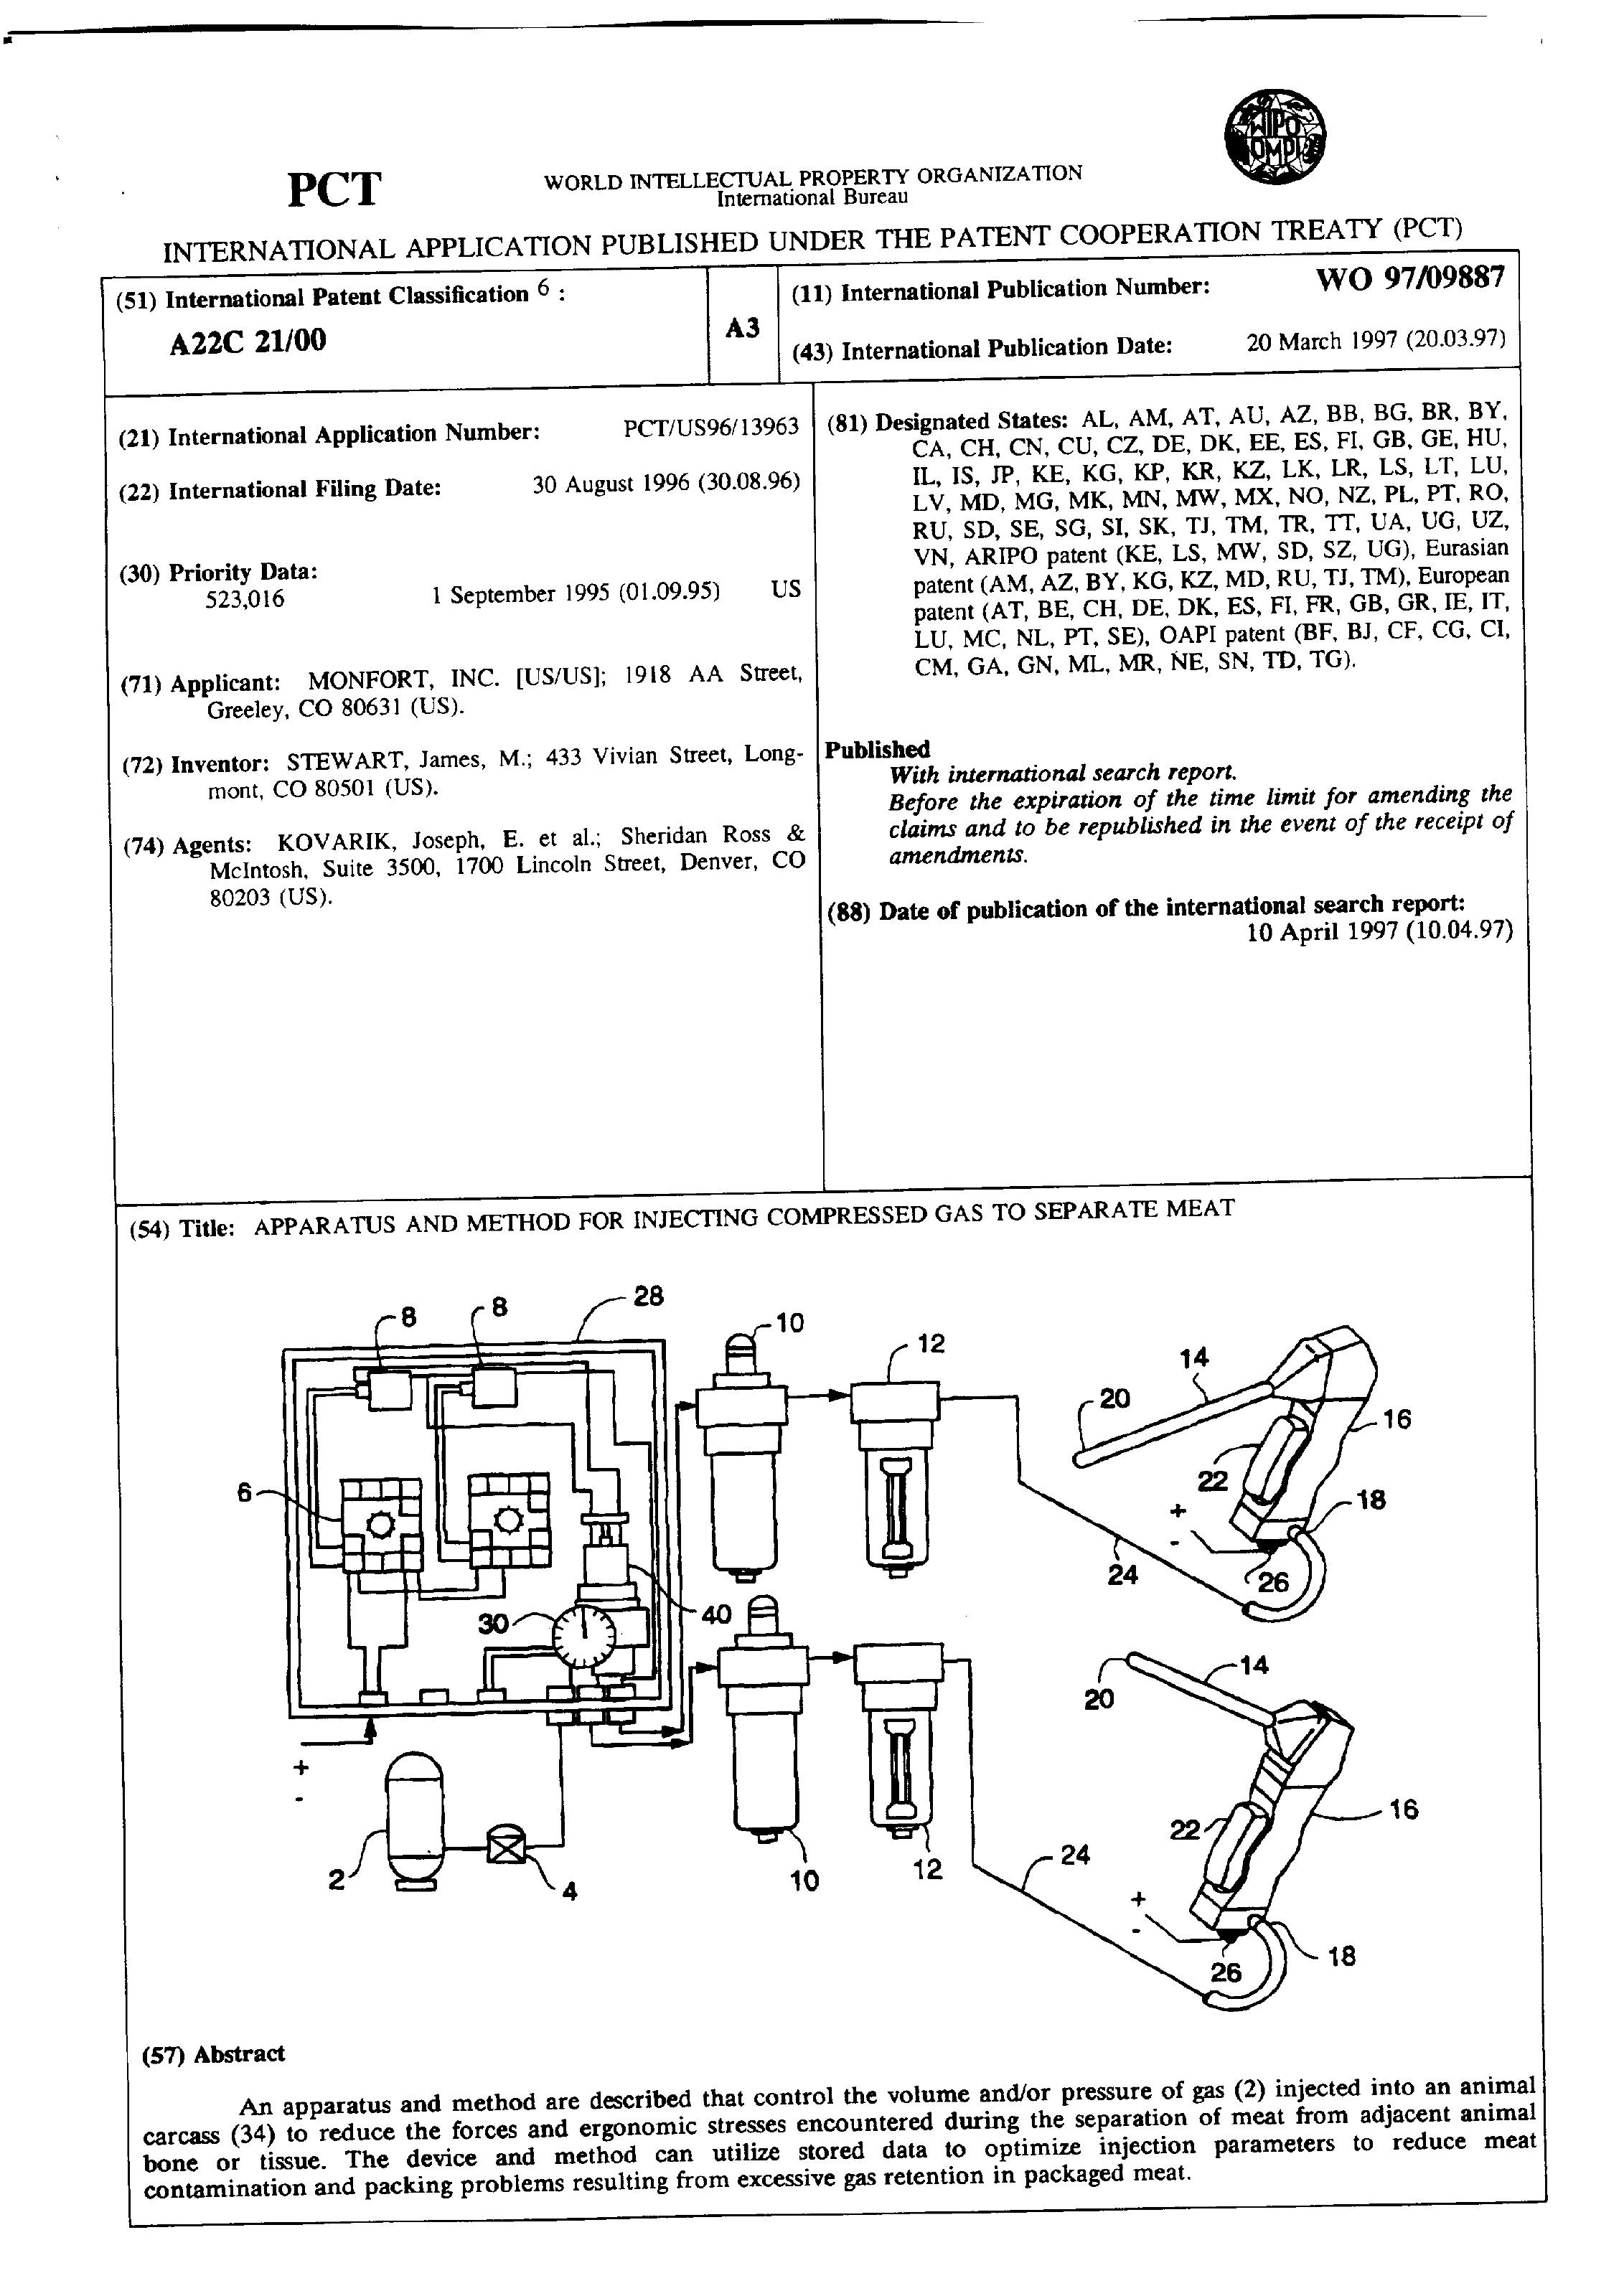 WIPO
OMPI
PCT
WORLD INTELLECTUAL PROPERTY ORGANIZATION
International Bureau
INTERNATIONAL APPLICATION PUBLISHED UNDER THE PATENT COOPERATION TREATY (PCT)
(51) International Patent Classification 6 :
A22C 21/00
A3
(11) International Publication Number: WO 97/09887
(43) International Publication Date: 20 March 1997 (20.03.97)
(21) International Application Number: PCT/US96/13963
(22) International Filing Date: 30 August 1996 (30.08.96)
(30) Priority Data:
523,016 1 September 1995 (01.09.95) US
(71) Applicant: MONFORT, INC. [US/US]; 1918 AA Street,
Greeley, CO 80631 (US).
(72) Inventor: STEWART, James, M.; 433 Vivian Street, Long-
mont, CO 80501 (US).
(74) Agents: KOVARIK, Joseph, E. et al.; Sheridan Ross &
McIntosh, Suite 3500, 1700 Lincoln Street, Denver, CO
80203 (US).
(81) Designated States: AL, AM, AT, AU, AZ, BB, BG, BR, BY,
CA, CH, CN, CU, CZ, DE, DK, EE, ES, FI, GB, GE, HU,
IL, IS, JP, KE, KG, KP, KR, KZ, LK, LR, LS, LT, LU,
LV, MD, MG, MK, MN, MW, MX, NO, NZ, PL, PT, RO,
RU, SD, SE, SG, SI, SK, TJ, TM, TR, TT, UA, UG, UZ,
VN, ARIPO patent (KE, LS, MW, SD, SZ, UG), Eurasian
patent (AM, AZ, BY, KG, KZ, MD, RU, TJ, TM), European
patent (AT, BE, CH, DE, DK, ES, FI, FR, GB, GR, IE, IT,
LU, MC, NL, PT, SE), OAPI patent (BF, BJ, CF, CG, CI,
CM, GA, GN, ML, MR, NE, SN, TD, TG).
Published
With international search report.
Before the expiration of the time limit for amending the
claims and to be republished in the event of the receipt of
amendments.
(88) Date of publication of the international search report:
10 April 1997 (10.04.97)
(54) Title: APPARATUS AND METHOD FOR INJECTING COMPRESSED GAS TO SEPARATE MEAT
8 8 28 10 12
14
20
16
6
22
18
+
-
24
26
30
40
14
20
+
-
16
22
24
2
4
10
12
+
-
18
26
(57) Abstract
An apparatus and method are described that control the volume and/or pressure of gas (2) injected into an animal
carcass (34) to reduce the forces and ergonomic stresses encountered during the separation of meat from adjacent animal
bone or tissue. The device and method can utilize stored data to optimize injection parameters to reduce meat
contamination and packing problems resulting from excessive gas retention in packaged meat.